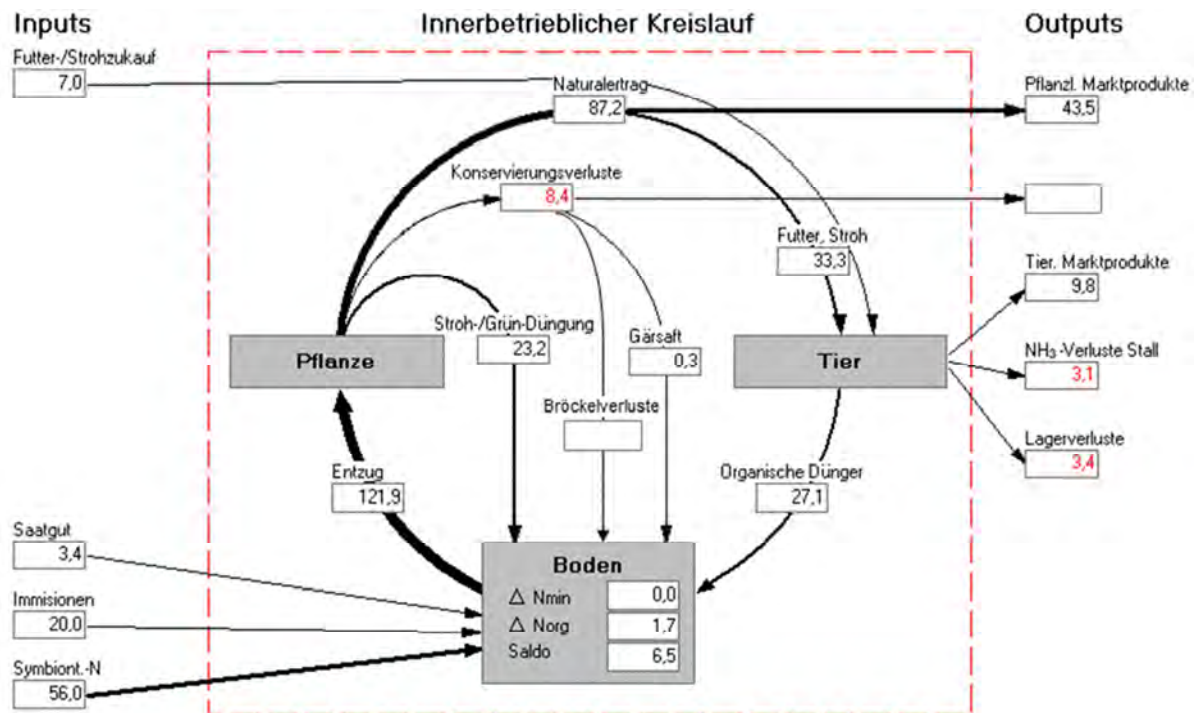 Inputs
Innerbetrieblicher Kreislauf
Outputs
Futter-/Strohzukauf
7,0
Naturalertrag
87,2
Pflanzl. Marktprodukte
43,5
Konservierungsverluste
8,4
Futter, Stroh
33,3
Tier. Marktprodukte
9,8
Stroh-/Grün-Düngung
23,2
Gärsaft
0,3
Pflanze
Tier
NH₃-Verluste Stall
3,1
Bröckelverluste
Lagerverluste
3,4
Entzug
121,9
Organische Dünger
27,1
Saatgut
3,4
Immisionen
20,0
Symbiont.-N
56,0
Boden
△ Nmin 0,0
△ Norg 1,7
Saldo 6,5